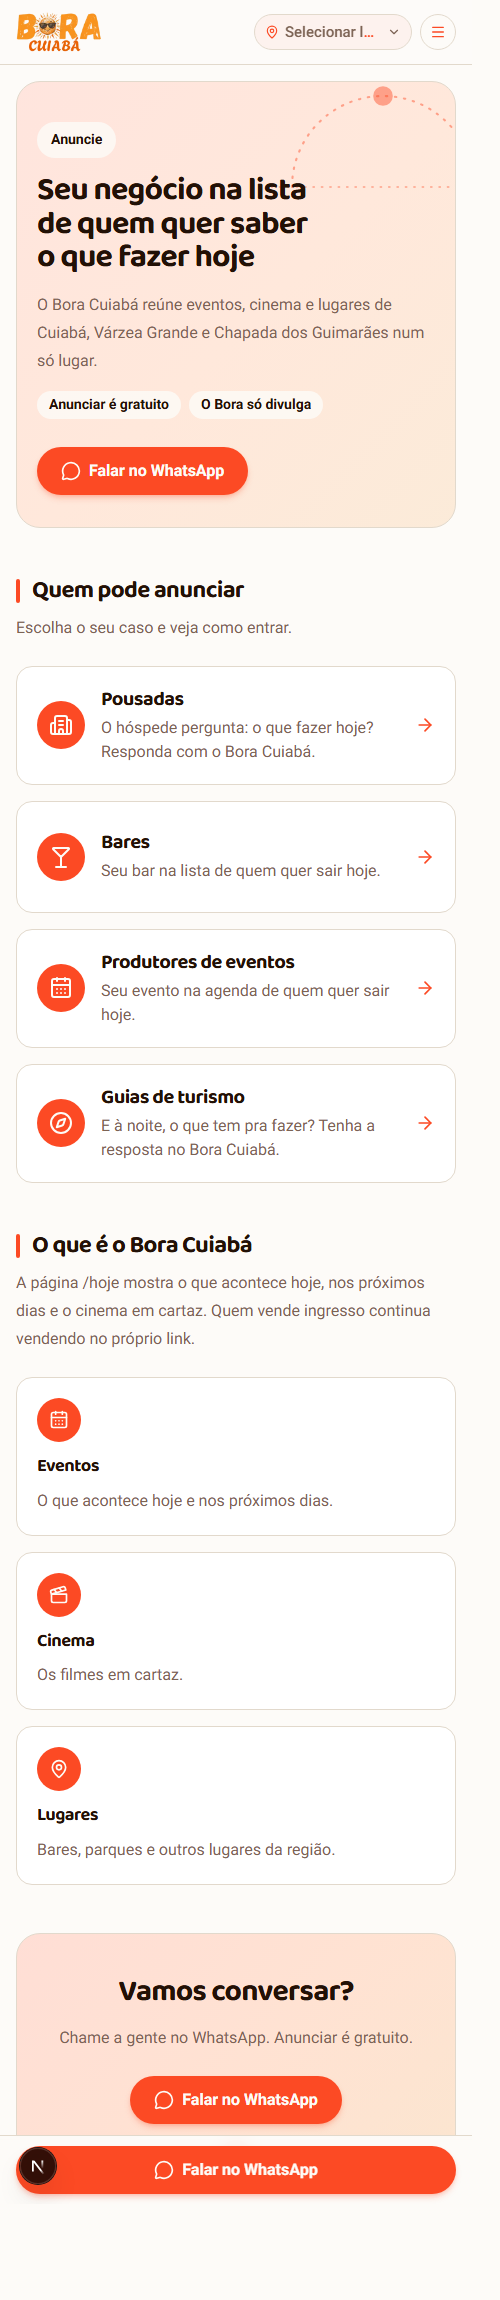 BORA
CUIABÁ
Selecionar l...
Anuncie
Seu negócio na lista
de quem quer saber
o que fazer hoje
O Bora Cuiabá reúne eventos, cinema e lugares de
Cuiabá, Várzea Grande e Chapada dos Guimarães num
só lugar.
Anunciar é gratuito
O Bora só divulga
Falar no WhatsApp
Quem pode anunciar
Escolha o seu caso e veja como entrar.
Pousadas
O hóspede pergunta: o que fazer hoje?
Responda com o Bora Cuiabá.
Bares
Seu bar na lista de quem quer sair hoje.
Produtores de eventos
Seu evento na agenda de quem quer sair
hoje.
Guias de turismo
E à noite, o que tem pra fazer? Tenha a
resposta no Bora Cuiabá.
O que é o Bora Cuiabá
A página /hoje mostra o que acontece hoje, nos próximos
dias e o cinema em cartaz. Quem vende ingresso continua
vendendo no próprio link.
Eventos
O que acontece hoje e nos próximos dias.
Cinema
Os filmes em cartaz.
Lugares
Bares, parques e outros lugares da região.
Vamos conversar?
Chame a gente no WhatsApp. Anunciar é gratuito.
Falar no WhatsApp
N
Falar no WhatsApp